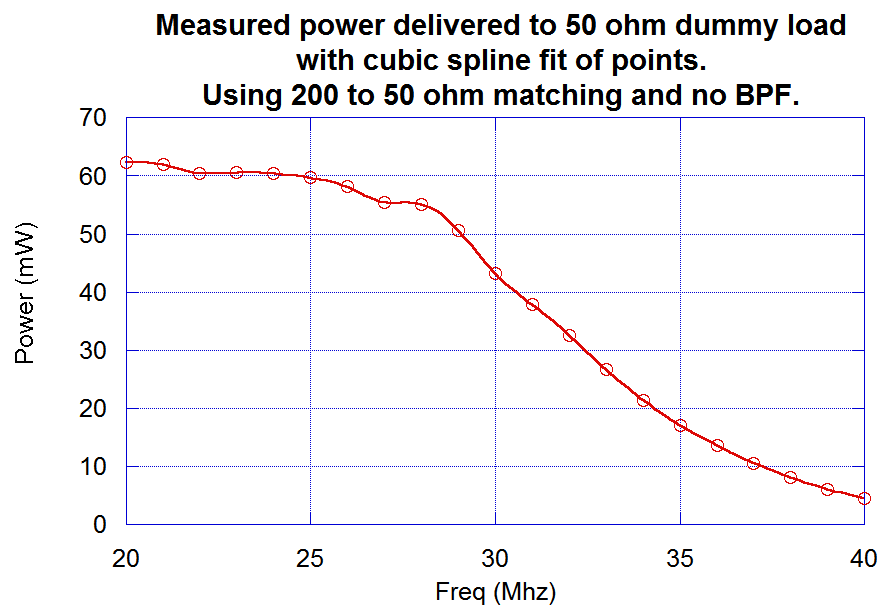 Measured power delivered to 50 ohm dummy load
with cubic spline fit of points.
Using 200 to 50 ohm matching and no BPF.
70
60
50
40
30
20
10
0
Power (mW)
20 25 30 35 40
Freq (Mhz)